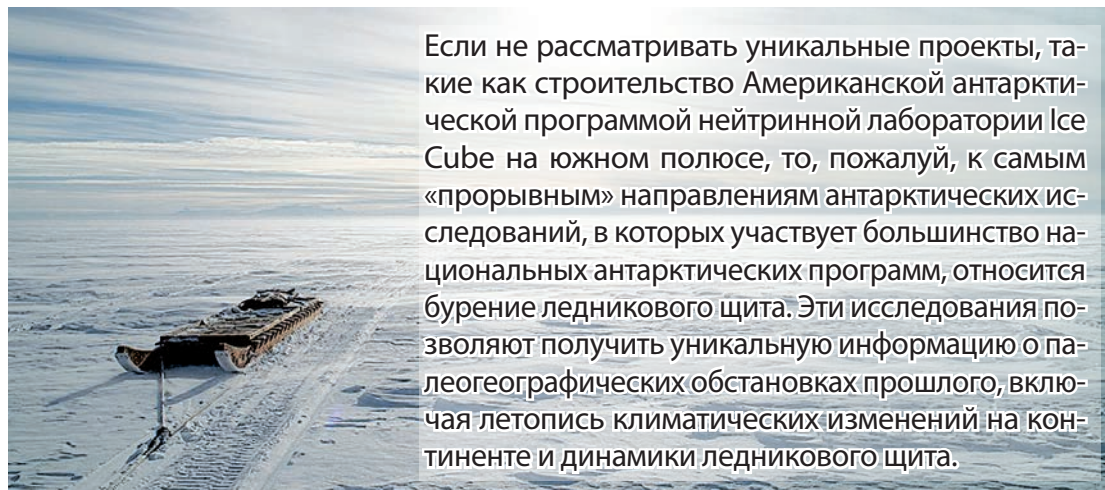 Если не рассматривать уникальные проекты, та-
кие как строительство Американской антаркти-
ческой программой нейтринной лаборатории Ice
Cube на южном полюсе, то, пожалуй, к самым
«прорывным» направлениям антарктических ис-
следований, в которых участвует большинство на-
циональных антарктических программ, относится
бурение ледникового щита. Эти исследования по-
зволяют получить уникальную информацию о па-
леогеографических обстановках прошлого, вклю-
чая летопись климатических изменений на кон-
тиненте и динамики ледникового щита.